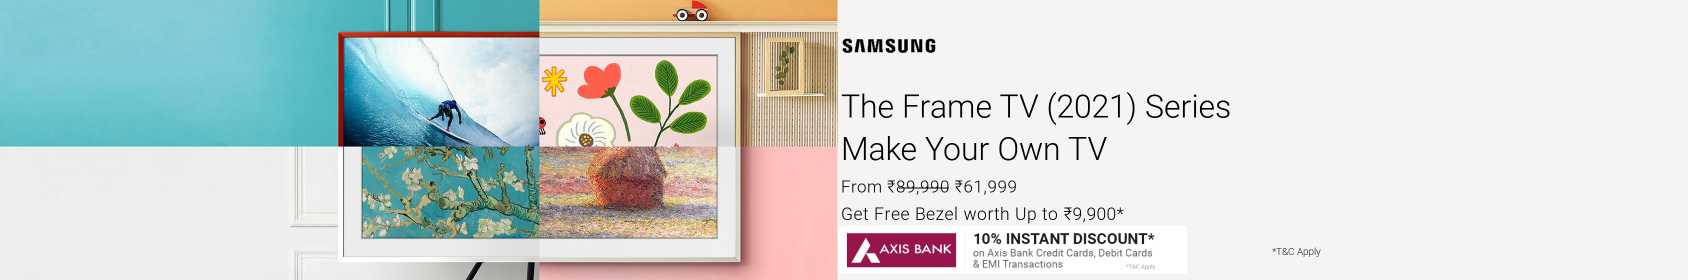 SAMSUNG
The Frame TV (2021) Series
Make Your Own TV
From ₹89,990 ₹61,999
Get Free Bezel worth Up to ₹9,900*
AXIS BANK
10% INSTANT DISCOUNT*
on Axis Bank Credit Cards, Debit Cards
& EMI Transactions
*T&C Apply
*T&C Apply